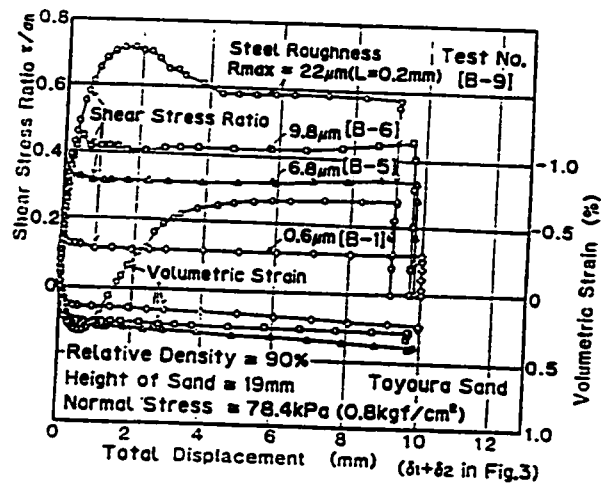 Shear Stress Ratio τ/σn
0.8
0.6
0.4
0.2
0
Steel Roughness
Rmax = 22μm(L=0.2mm)
Test No.
[B-9]
Shear Stress Ratio
9.8μm[B-6]
6.8μm[B-5]
0.6μm[B-1]
Volumetric Strain
-1.0
-0.5
0
0.5
1.0
Volumetric Strain (%)
Relative Density = 90%
Height of Sand = 19mm
Toyoura Sand
Normal Stress = 78.4kPa (0.8kgf/cm²)
0 2 4 6 8 10 12
Total Displacement (mm) (δ1+δ2 in Fig.3)